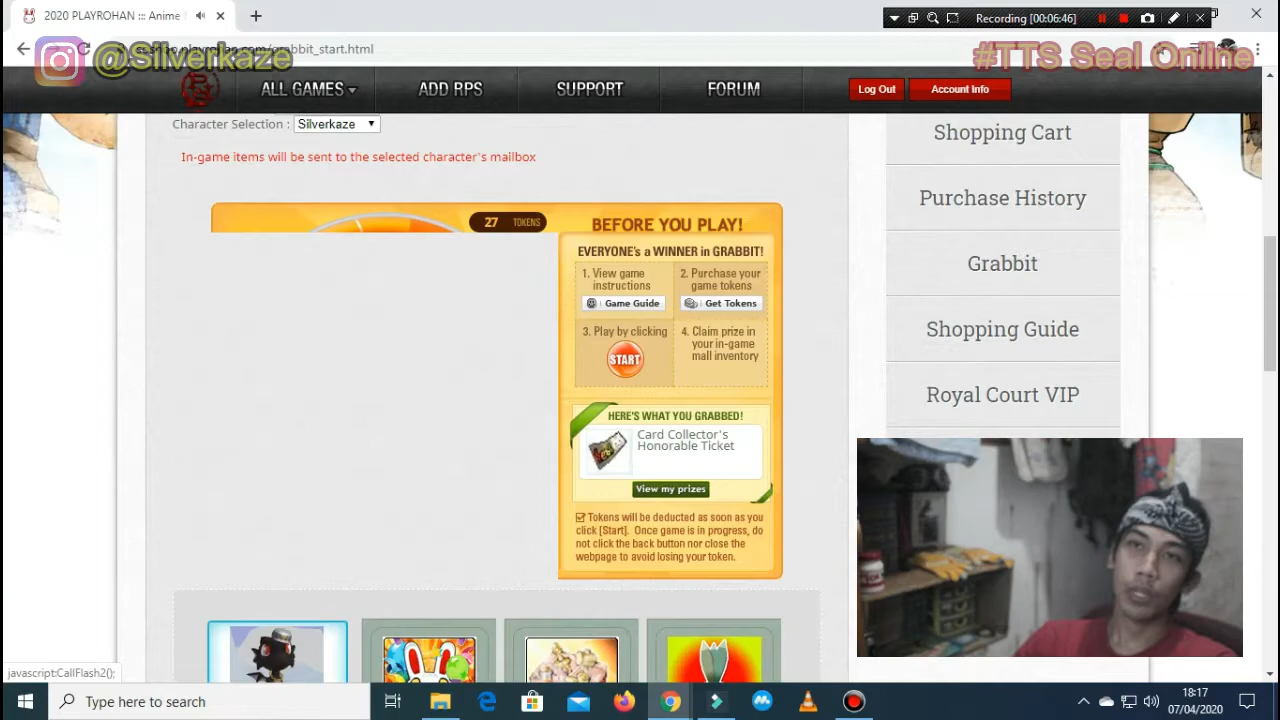 2020 PLAYROHAN ::: Anime
Recording [00:06:46]
playrohan.com/grabbit_start.html
@Silverkaze
#TTS Seal Online
ALL GAMES
ADD RPS
SUPPORT
FORUM
Log Out
Account Info
Character Selection : Silverkaze
In-game items will be sent to the selected character's mailbox
27 TOKENS
BEFORE YOU PLAY!
EVERYONE's a WINNER in GRABBIT!
1. View game
instructions
Game Guide
2. Purchase your
game tokens
Get Tokens
3. Play by clicking
START
4. Claim prize in
your in-game
mall inventory
HERE'S WHAT YOU GRABBED!
Card Collector's
Honorable Ticket
View my prizes
Tokens will be deducted as soon as you
click [Start]. Once game is in progress, do
not click the back button nor close the
webpage to avoid losing your token.
Shopping Cart
Purchase History
Grabbit
Shopping Guide
Royal Court VIP
javascript:CallFlash2();
Type here to search
18:17
07/04/2020